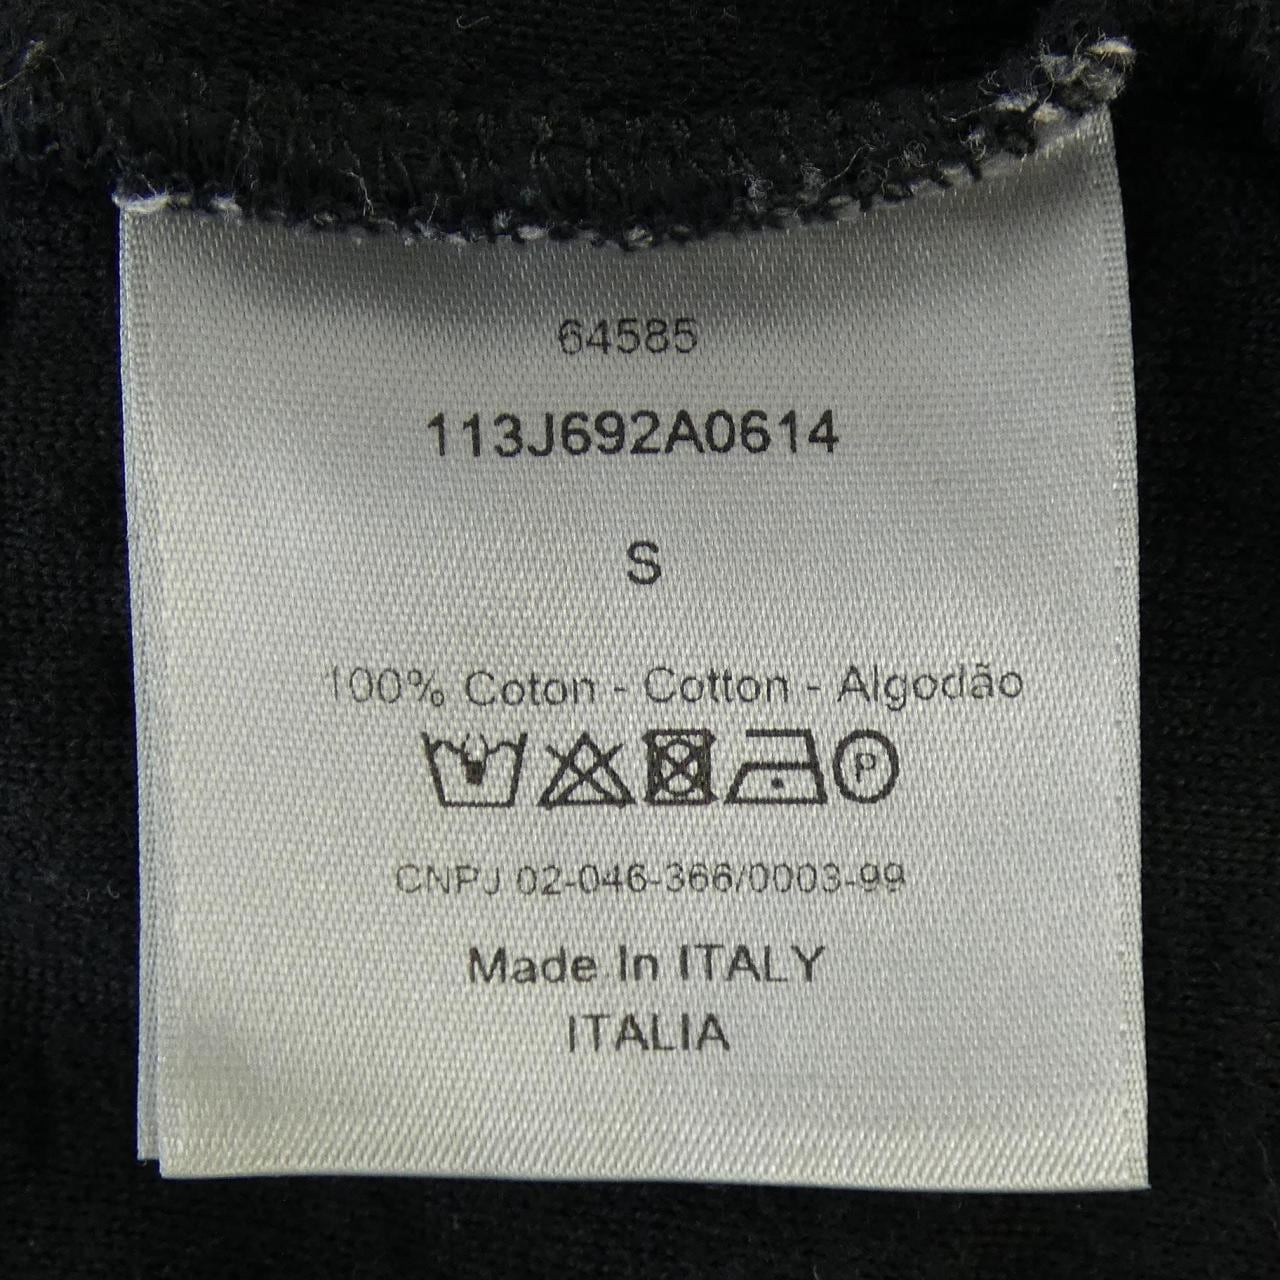 64585
113J692A0614
S
100% Coton - Cotton - Algodão
P
CNPJ 02-046-366/0003-99
Made In ITALY
ITALIA